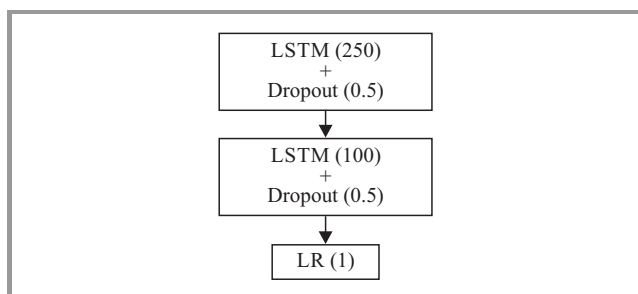 LSTM (250)
+
Dropout (0.5)
LSTM (100)
+
Dropout (0.5)
LR (1)